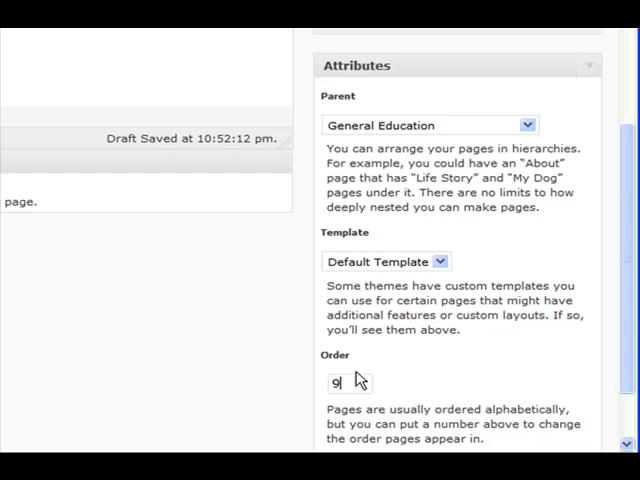 Attributes
Parent
General Education
Draft Saved at 10:52:12 pm.
You can arrange your pages in hierarchies.
For example, you could have an “About”
page that has “Life Story” and “My Dog”
pages under it. There are no limits to how
deeply nested you can make pages.
page.
Template
Default Template
Some themes have custom templates you
can use for certain pages that might have
additional features or custom layouts. If so,
you’ll see them above.
Order
9
Pages are usually ordered alphabetically,
but you can put a number above to change
the order pages appear in.